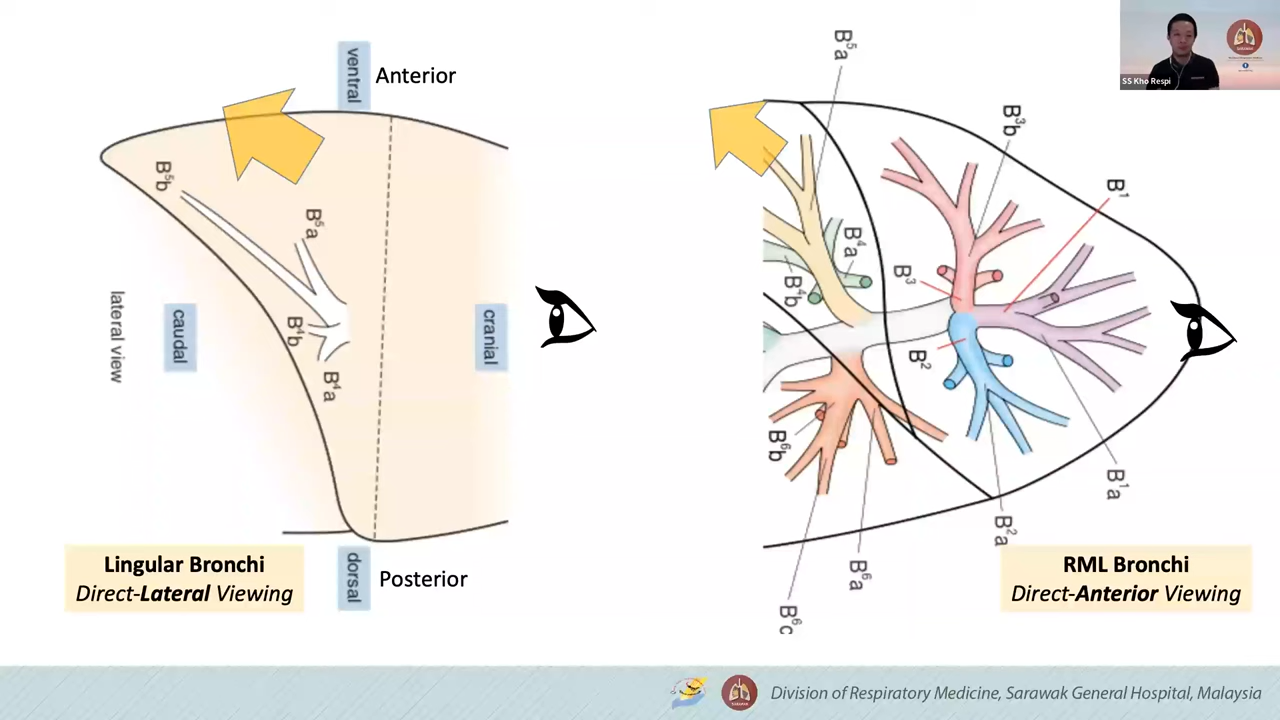 ventral
Anterior
B⁵b
B⁵a
B⁴b
B⁴a
lateral view
caudal
cranial
dorsal
Posterior
Lingular Bronchi
Direct-Lateral Viewing
B⁵a
B³b
B¹
B⁴a
B⁴b
B³
B²
B⁶b
B¹a
B²a
B⁶a
B⁶c
RML Bronchi
Direct-Anterior Viewing
SS Kho Respi
SARAWAK
Division of Respiratory Medicine, Sarawak General Hospital, Malaysia